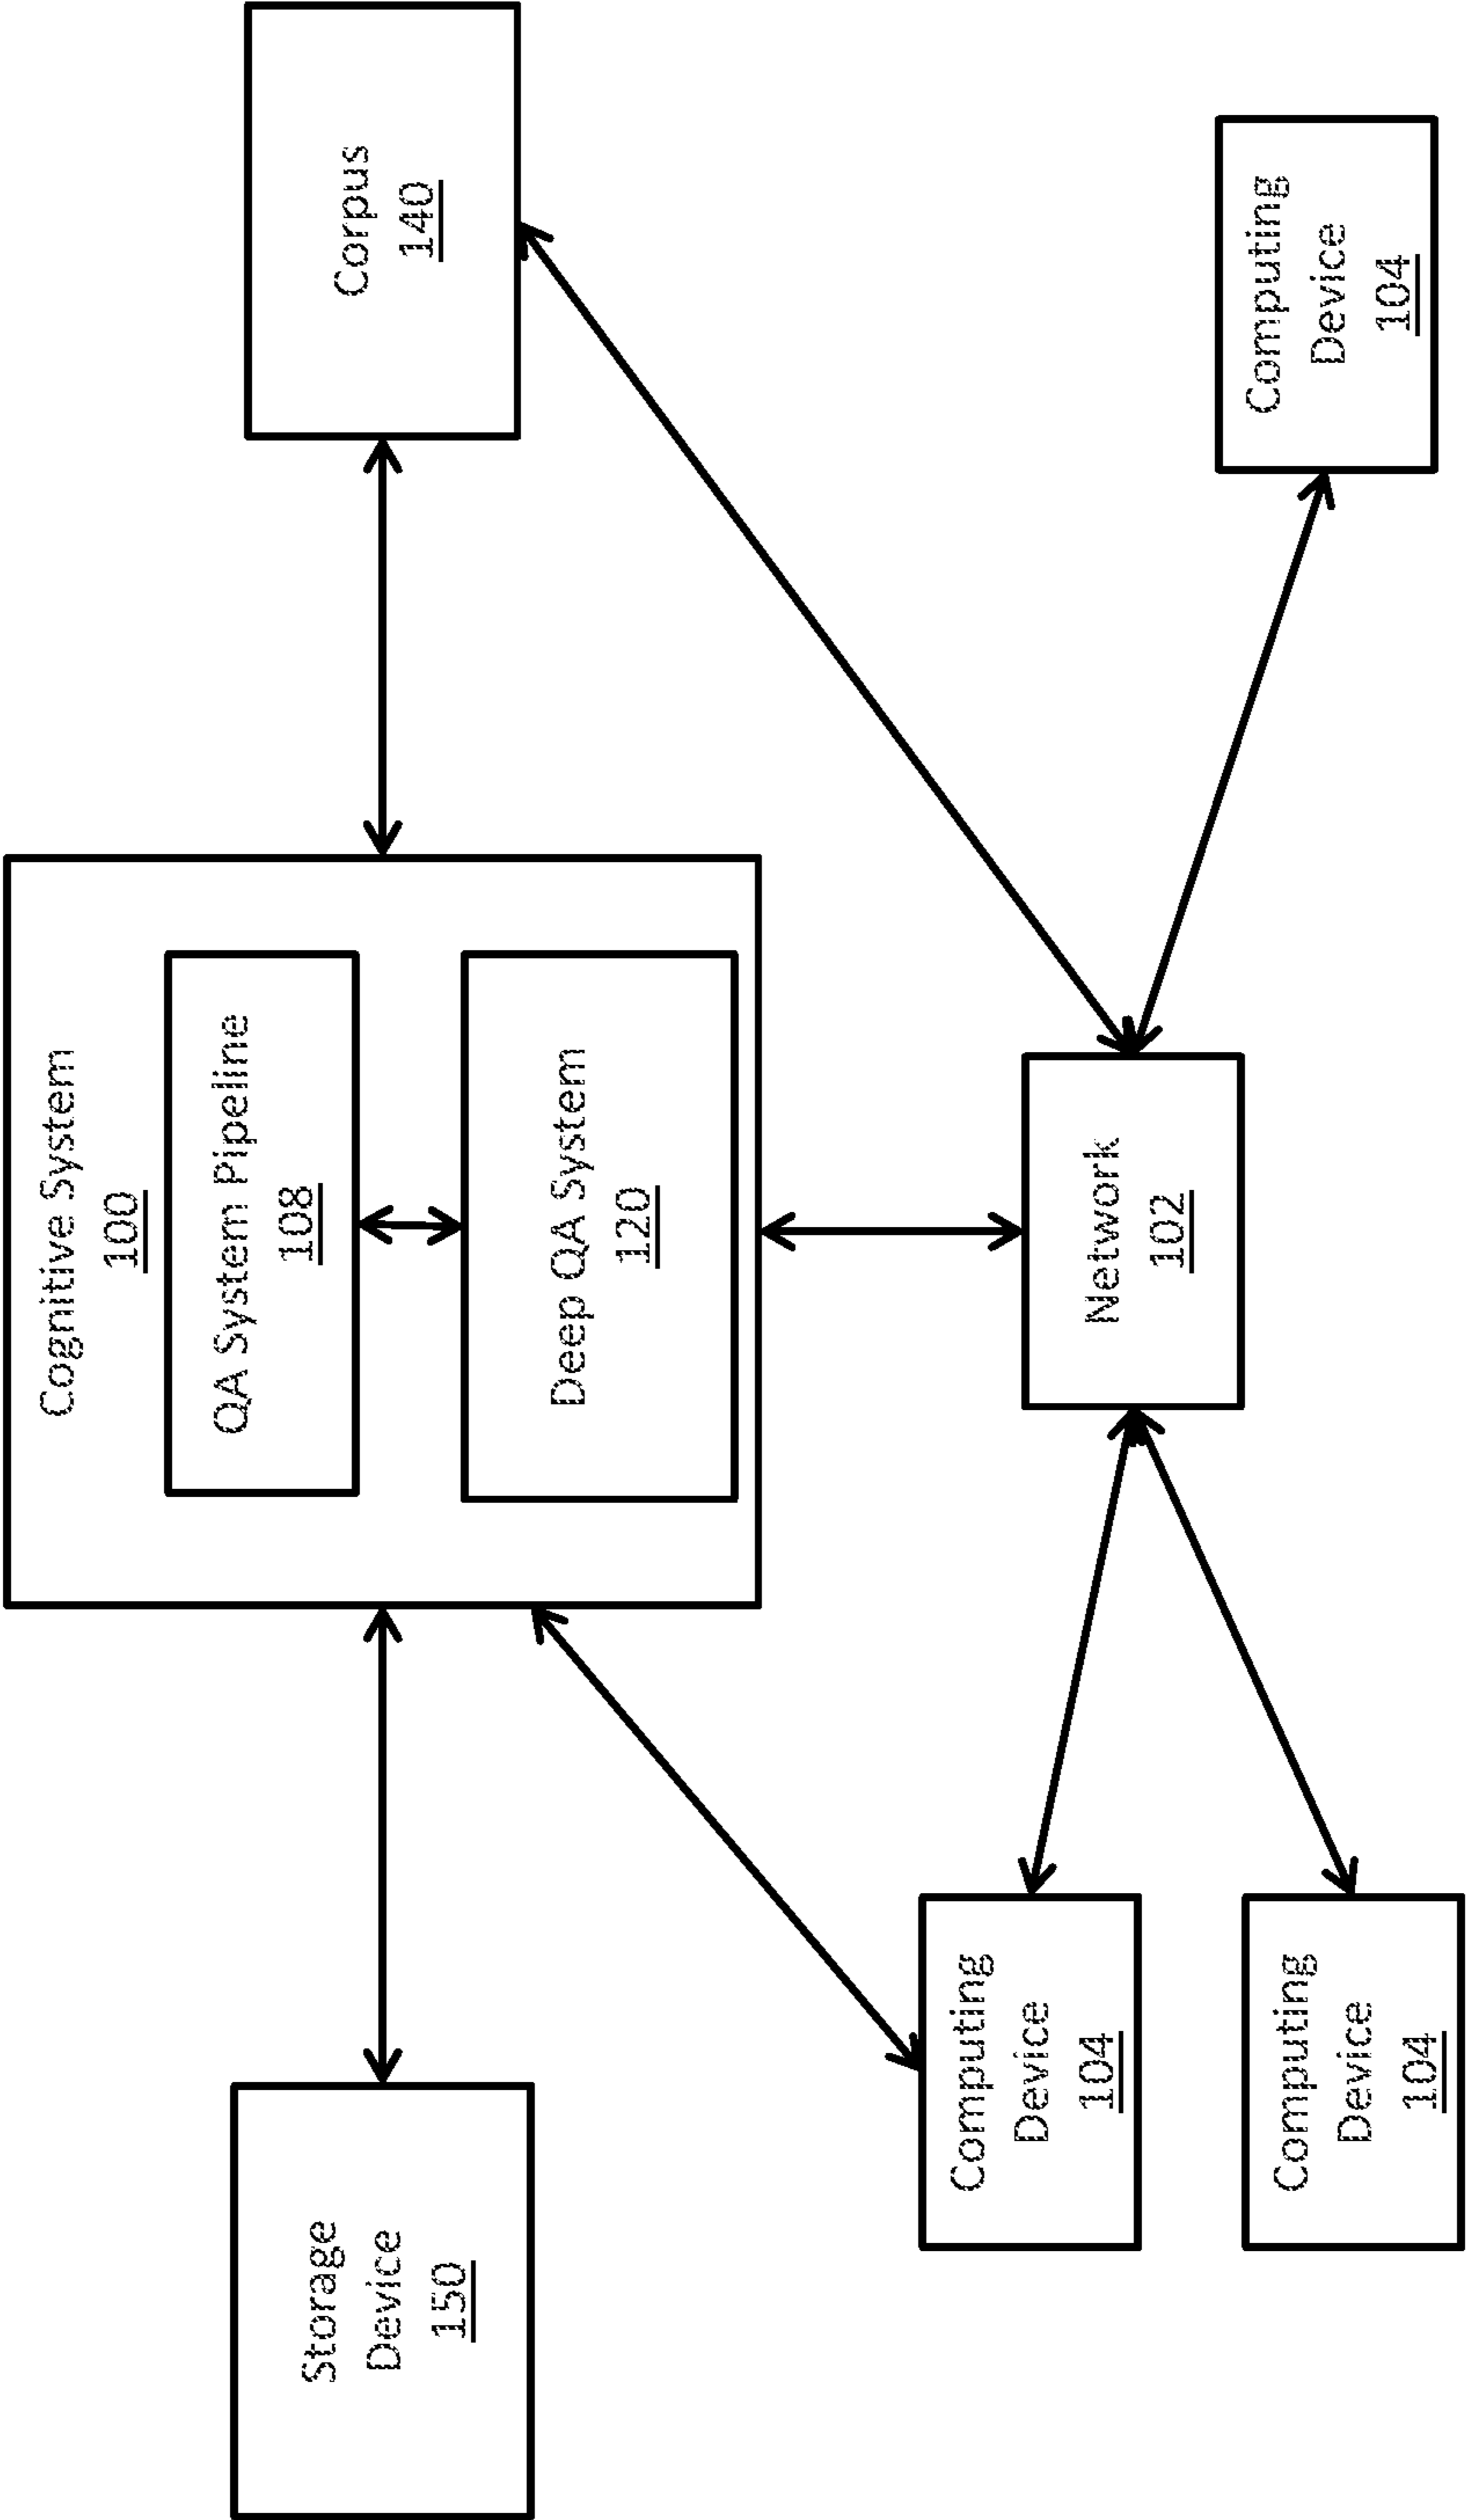 Cognitive System
100
QA System Pipeline
108
Deep QA System
120
Storage
Device
150
Corpus
140
Network
102
Computing
Device
104
Computing
Device
104
Computing
Device
104